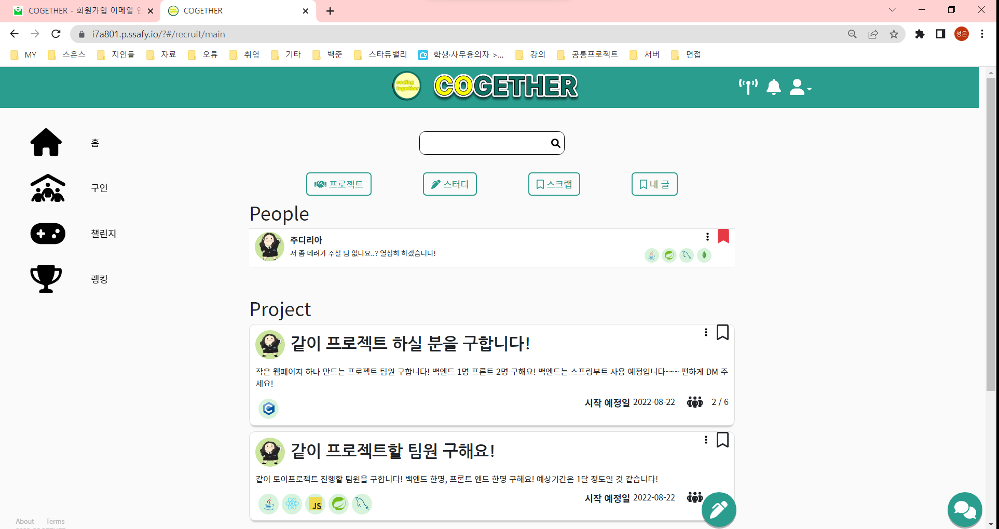 COGETHER - 회원가입 이메일 인
COGETHER
i7a801.p.ssafy.io/?#/recruit/main
성은
MY 스온스 지인들 자료 오류 취업 기타 백준 스타듀밸리 학생·사무용의자 >... 강의 공통프로젝트 서버 면접
coding together
COGETHER
홈
구인
챌린지
랭킹
프로젝트 스터디 스크랩 내 글
People
주디리아
저 좀 데려가 주실 팀 없나요..? 열심히 하겠습니다!
Project
같이 프로젝트 하실 분을 구합니다!
작은 웹페이지 하나 만드는 프로젝트 팀원 구합니다! 백엔드 1명 프론트 2명 구해요! 백엔드는 스프링부트 사용 예정입니다~~~ 편하게 DM 주
세요!
C
시작 예정일 2022-08-22 2 / 6
같이 프로젝트할 팀원 구해요!
같이 토이프로젝트 진행할 팀원을 구합니다! 백엔드 한명, 프론트 엔드 한명 구해요! 예상기간은 1달 정도일 것 같습니다!
JS
시작 예정일 2022-08-22
About Terms